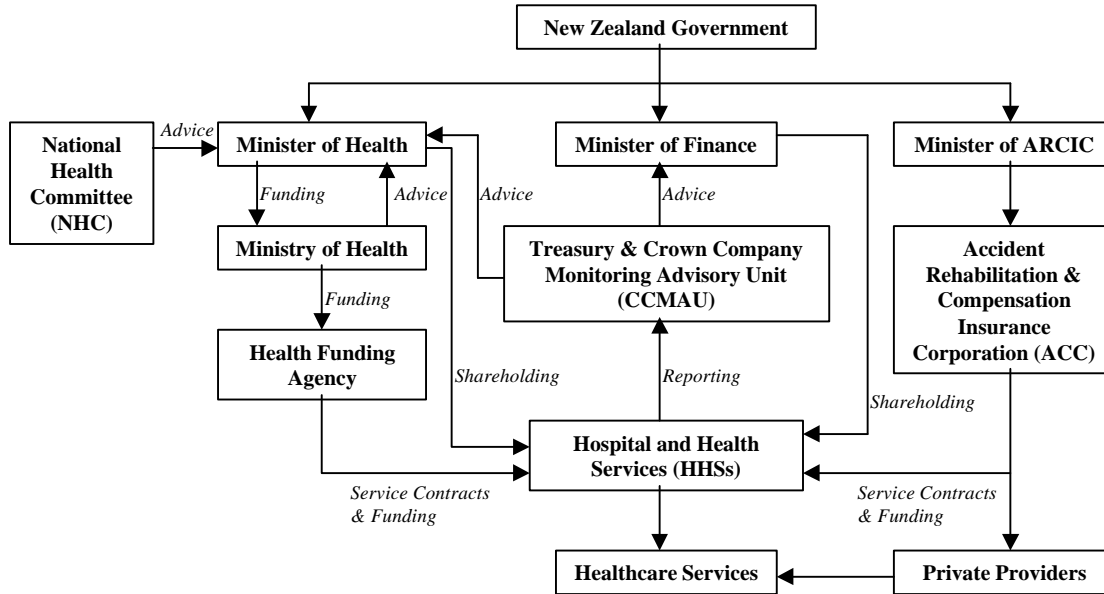 New Zealand Government
Advice
National
Health
Committee
(NHC)
Minister of Health
Minister of Finance
Minister of ARCIC
Funding
Advice
Advice
Advice
Ministry of Health
Treasury & Crown Company
Monitoring Advisory Unit
(CCMAU)
Accident
Rehabilitation &
Compensation
Insurance
Corporation (ACC)
Funding
Health Funding
Agency
Shareholding
Reporting
Shareholding
Hospital and Health
Services (HHSs)
Service Contracts
& Funding
Service Contracts
& Funding
Healthcare Services
Private Providers